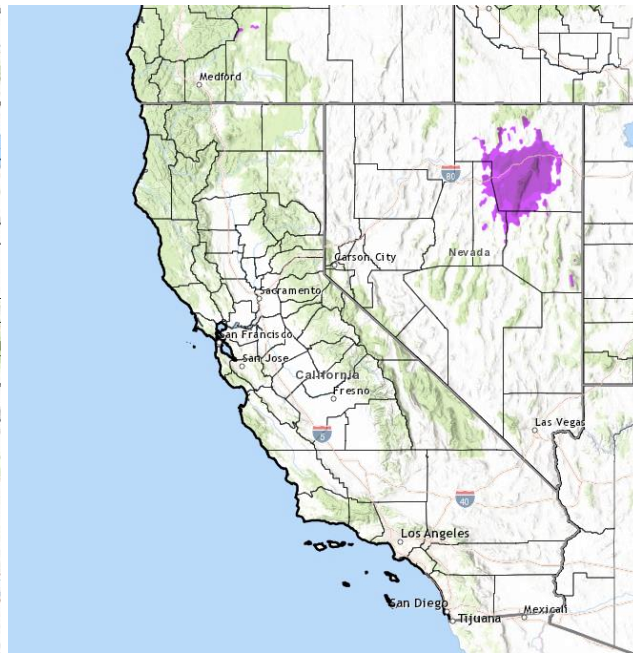 Medford
80
Carson City
Nevada
Sacramento
San Francisco
San Jose
California
Fresno
Las Vegas
5
40
Los Angeles
San Diego
Tijuana
Mexicali